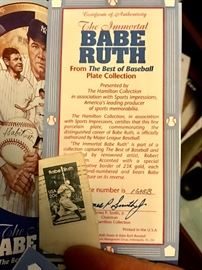 Certificate of Authenticity
The Immortal
BABE
RUTH
From The Best of Baseball
Plate Collection
Presented by
The Hamilton Collection
in association with Sports Impressions,
America's leading producer
of sports memorabilia.
The Hamilton Collection, in association
with Sports Impressions, certifies that this
fine porcelain plate, commemorating the
distinguished career of Babe Ruth, is officially
authorized by Major League Baseball.
"The Immortal Babe Ruth" is part of a
collection capturing The Best of Baseball and
by renowned artist, Robert
Accented with a special
border of 23K gold, each
hand-numbered and bears
ature on its reverse.
number is
Babe Ruth
USA
Printed in the U.S.A.
The
BABE